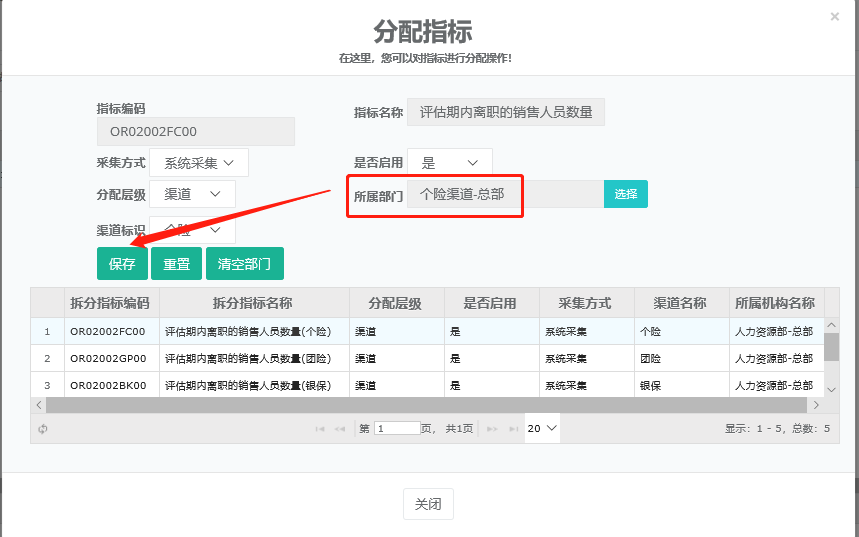 ×
分配指标
在这里，您可以对指标进行分配操作!
指标编码
OR02002FC00
指标名称 评估期内离职的销售人员数量
采集方式 系统采集 是否启用 是
分配层级 渠道 所属部门 个险渠道-总部 选择
渠道标识 个险
保存 重置 清空部门
拆分指标编码 拆分指标名称 分配层级 是否启用 采集方式 渠道名称 所属机构名称
1 OR02002FC00 评估期内离职的销售人员数量(个险) 渠道 是 系统采集 个险 人力资源部-总部
2 OR02002GP00 评估期内离职的销售人员数量(团险) 渠道 是 系统采集 团险 人力资源部-总部
3 OR02002BK00 评估期内离职的销售人员数量(银保) 渠道 是 系统采集 银保 人力资源部-总部
第 1 页， 共1页 20 显示：1 - 5，总数：5
关闭